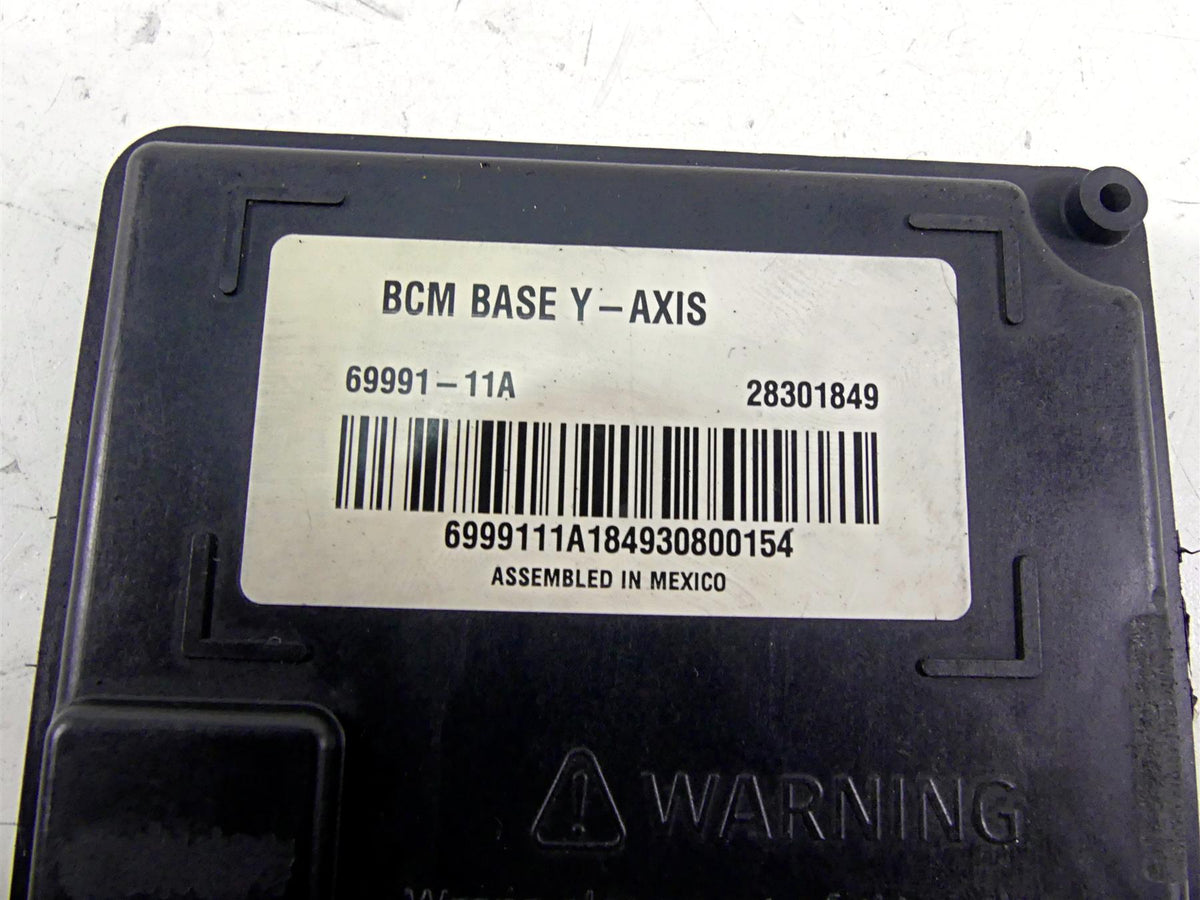 BCM BASE Y-AXIS
69991-11A 28301849
6999111A184930800154
ASSEMBLED IN MEXICO
WARNING